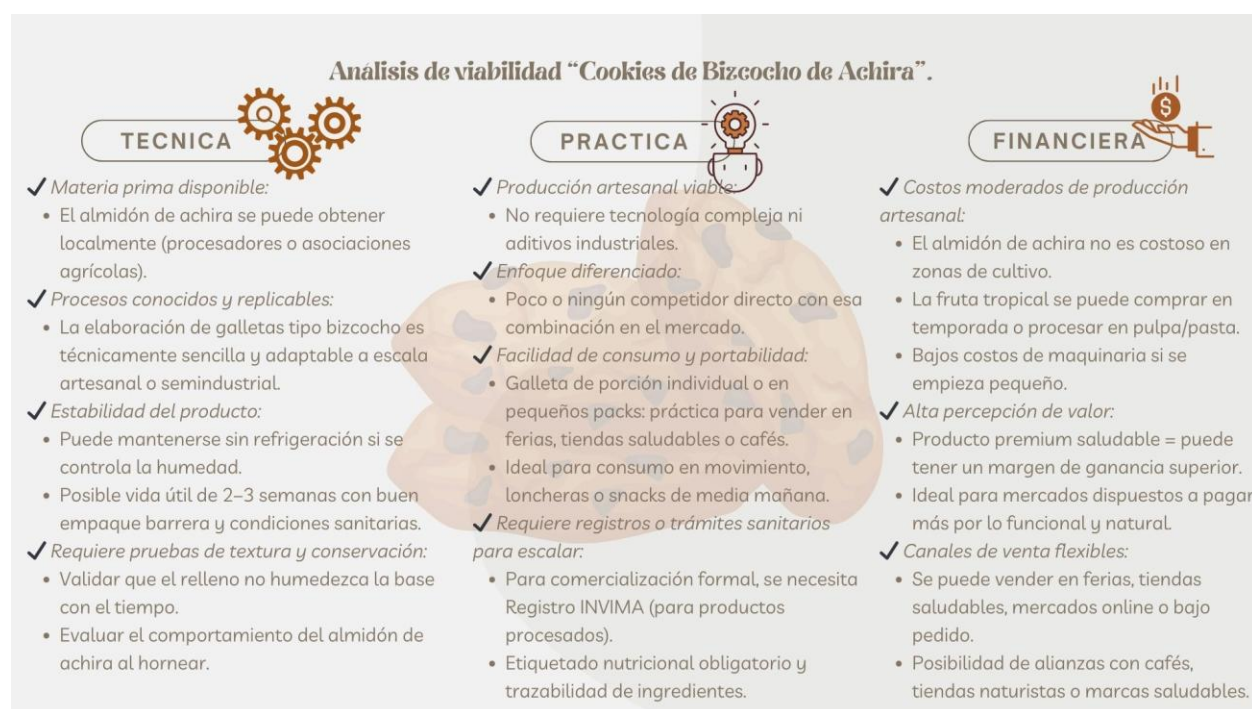 Análisis de viabilidad “Cookies de Bizcocho de Achira”.
TECNICA
✓ Materia prima disponible:
• El almidón de achira se puede obtener
localmente (procesadores o asociaciones
agrícolas).
✓ Procesos conocidos y replicables:
• La elaboración de galletas tipo bizcocho es
técnicamente sencilla y adaptable a escala
artesanal o semindustrial.
✓ Estabilidad del producto:
• Puede mantenerse sin refrigeración si se
controla la humedad.
• Posible vida útil de 2–3 semanas con buen
empaque barrera y condiciones sanitarias.
✓ Requiere pruebas de textura y conservación:
• Validar que el relleno no humedezca la base
con el tiempo.
• Evaluar el comportamiento del almidón de
achira al hornear.
PRACTICA
✓ Producción artesanal viable:
• No requiere tecnología compleja ni
aditivos industriales.
✓ Enfoque diferenciado:
• Poco o ningún competidor directo con esa
combinación en el mercado.
✓ Facilidad de consumo y portabilidad:
• Galleta de porción individual o en
pequeños packs: práctica para vender en
ferias, tiendas saludables o cafés.
• Ideal para consumo en movimiento,
loncheras o snacks de media mañana.
✓ Requiere registros o trámites sanitarios
para escalar:
• Para comercialización formal, se necesita
Registro INVIMA (para productos
procesados).
• Etiquetado nutricional obligatorio y
trazabilidad de ingredientes.
FINANCIERA
$
✓ Costos moderados de producción
artesanal:
• El almidón de achira no es costoso en
zonas de cultivo.
• La fruta tropical se puede comprar en
temporada o procesar en pulpa/pasta.
• Bajos costos de maquinaria si se
empieza pequeño.
✓ Alta percepción de valor:
• Producto premium saludable = puede
tener un margen de ganancia superior.
• Ideal para mercados dispuestos a pagar
más por lo funcional y natural.
✓ Canales de venta flexibles:
• Se puede vender en ferias, tiendas
saludables, mercados online o bajo
pedido.
• Posibilidad de alianzas con cafés,
tiendas naturistas o marcas saludables.